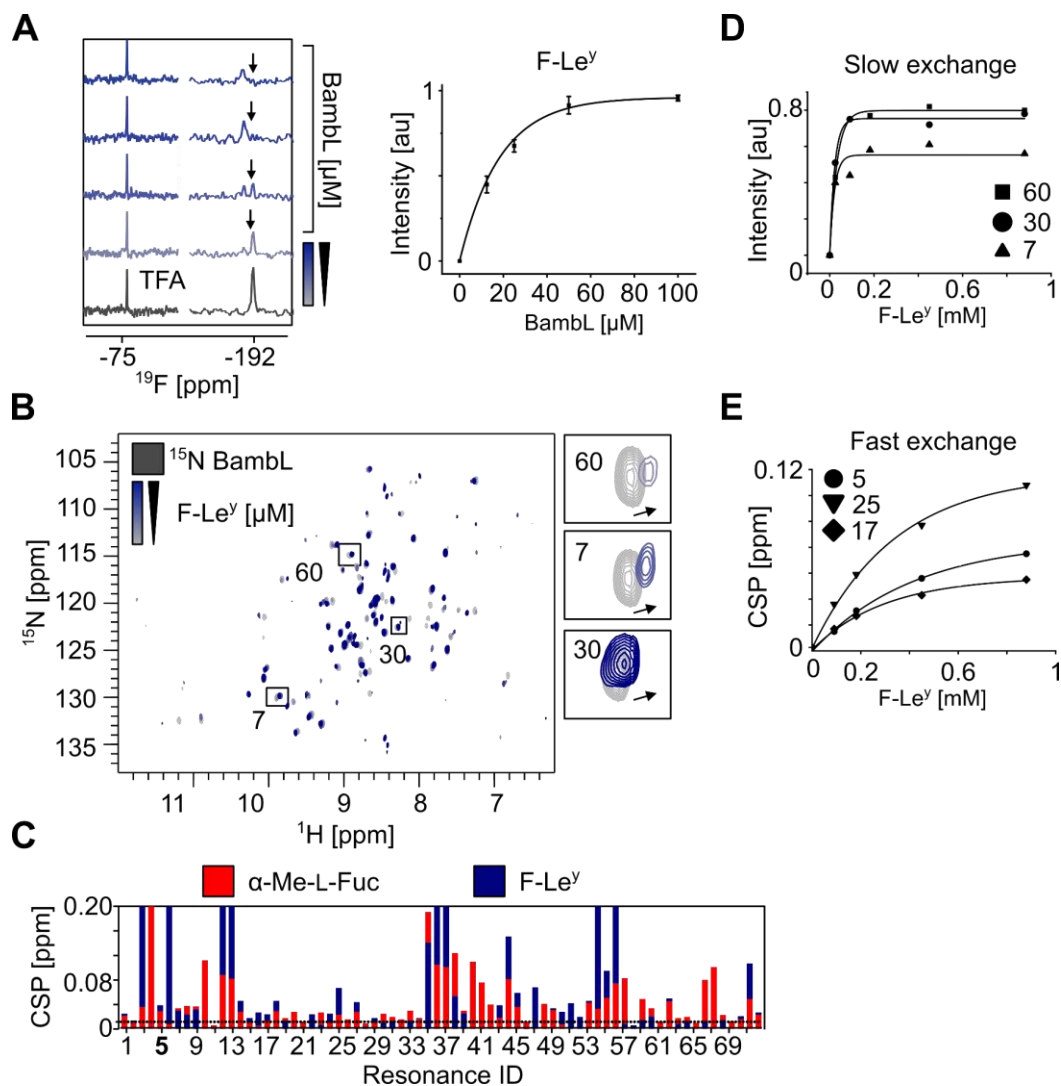 A
TFA
BambL [µM]
-75
-192
¹⁹F [ppm]
F-Leʸ
Intensity [au]
1
0
0
20
40
60
80
100
BambL [µM]
D
Slow exchange
Intensity [au]
0.8
0
60
30
7
0
0.2
0.6
1
F-Leʸ [mM]
B
¹⁵N BambL
F-Leʸ [µM]
¹⁵N [ppm]
105
110
115
120
125
130
135
60
30
7
11
10
9
8
7
¹H [ppm]
60
7
30
E
Fast exchange
CSP [ppm]
0.12
0
5
25
17
0
0.2
0.6
1
F-Leʸ [mM]
C
α-Me-L-Fuc
F-Leʸ
CSP [ppm]
0.20
0.08
0
1 5 9 13 17 21 25 29 33 37 41 45 49 53 57 61 65 69
Resonance ID